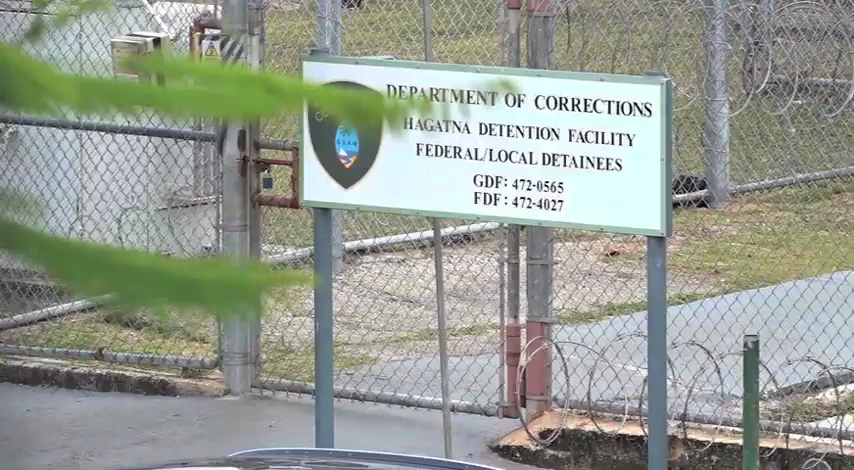 DEPARTMENT OF CORRECTIONS
HAGATNA DETENTION FACILITY
FEDERAL/LOCAL DETAINEES
GDF: 472-0565
FDF: 472-4027